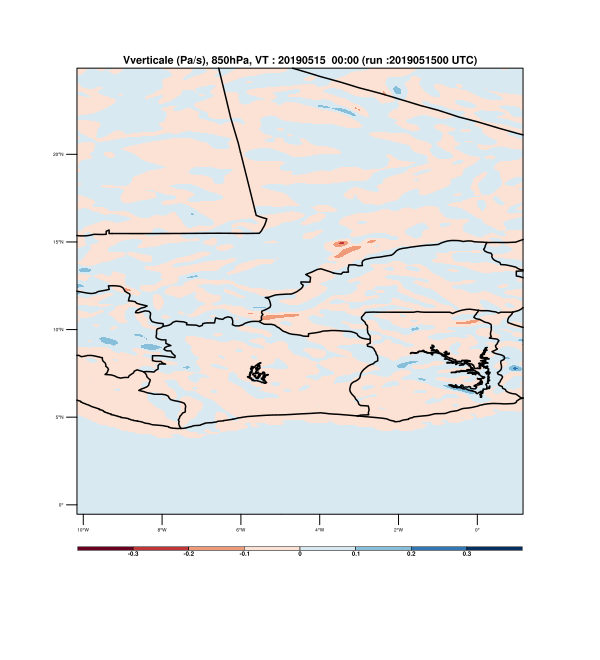 Vverticale (Pa/s), 850hPa, VT : 20190515  00:00 (run :2019051500 UTC)
20°N
15°N
10°N
5°N
0°
10°W 8°W 6°W 4°W 2°W 0°
-0.3 -0.2 -0.1 0 0.1 0.2 0.3